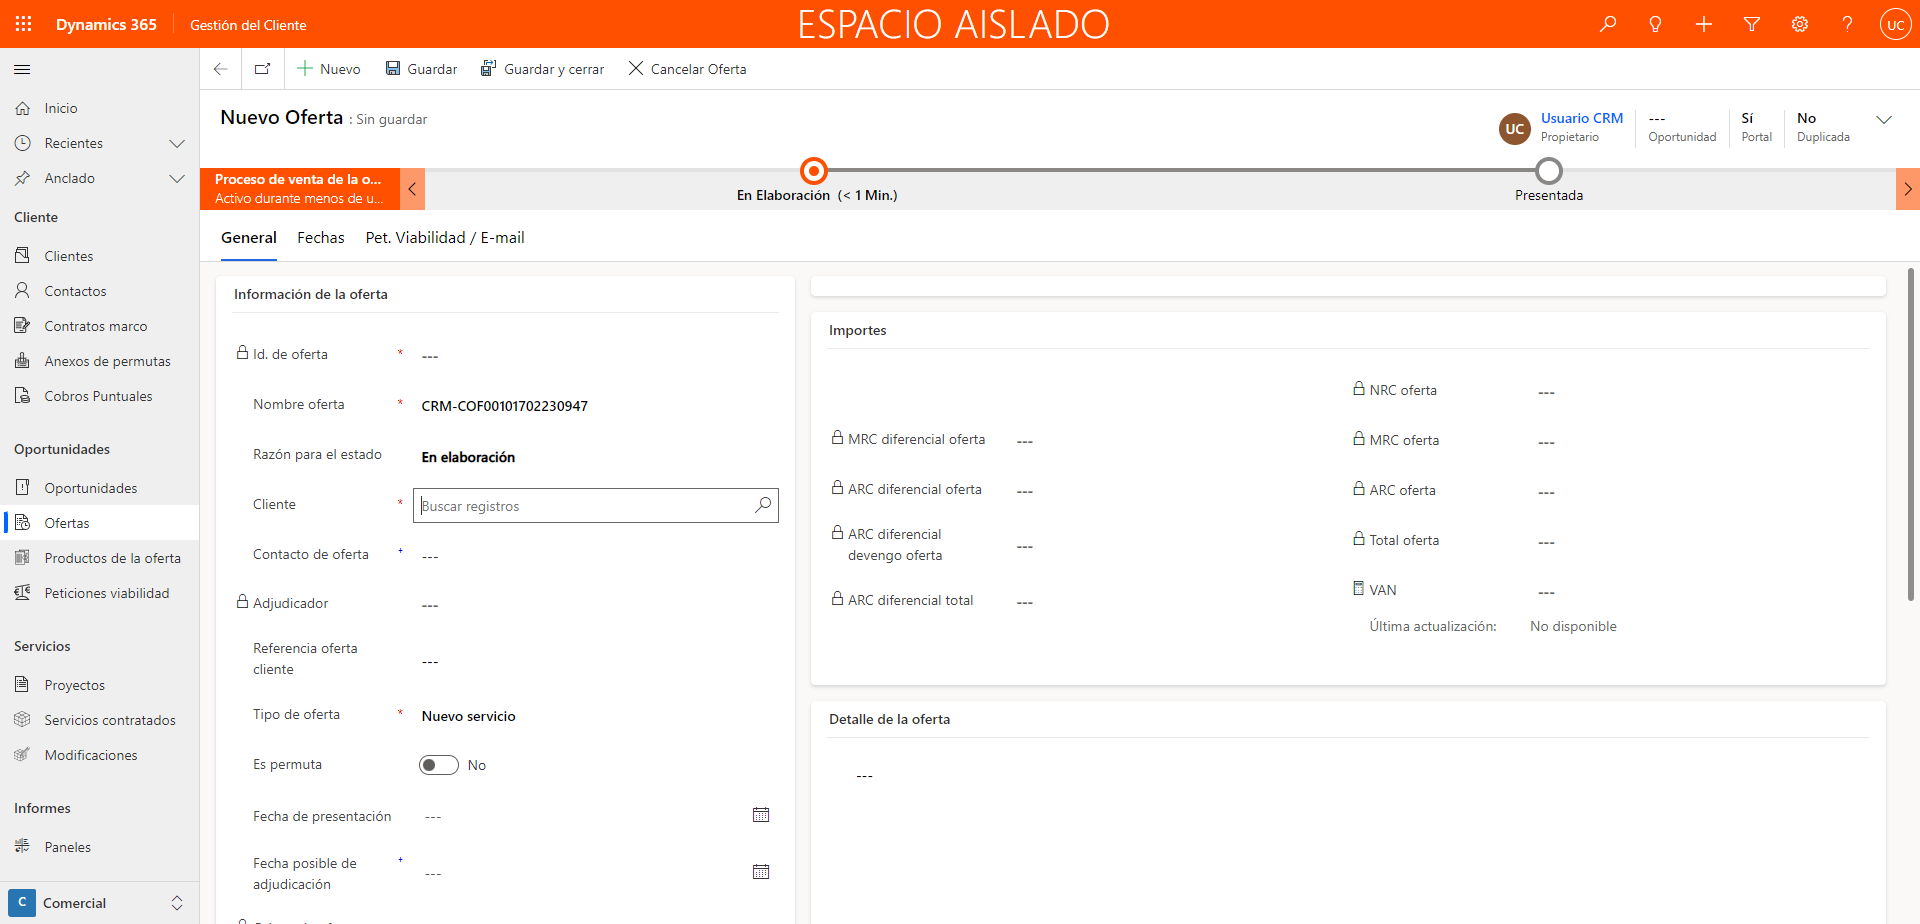 Dynamics 365
Gestión del Cliente
ESPACIO AISLADO
UC
Nuevo
Guardar
Guardar y cerrar
Cancelar Oferta
Inicio
Recientes
Anclado
Cliente
Clientes
Contactos
Contratos marco
Anexos de permutas
Cobros Puntuales
Oportunidades
Oportunidades
Ofertas
Productos de la oferta
Peticiones viabilidad
Servicios
Proyectos
Servicios contratados
Modificaciones
Informes
Paneles
C Comercial
Nuevo Oferta : Sin guardar
UC
Usuario CRM
Propietario
---
Oportunidad
Sí
Portal
No
Duplicada
Proceso de venta de la o...
Activo durante menos de u...
En Elaboración (< 1 Min.)
Presentada
General
Fechas
Pet. Viabilidad / E-mail
Información de la oferta
Id. de oferta * ---
Nombre oferta * CRM-COF00101702230947
Razón para el estado En elaboración
Cliente * Buscar registros
Contacto de oferta + ---
Adjudicador ---
Referencia oferta
cliente ---
Tipo de oferta * Nuevo servicio
Es permuta No
Fecha de presentación ---
Fecha posible de
adjudicación + ---
Importes
MRC diferencial oferta ---
ARC diferencial oferta ---
ARC diferencial
devengo oferta ---
ARC diferencial total ---
NRC oferta ---
MRC oferta ---
ARC oferta ---
Total oferta ---
VAN ---
Última actualización: No disponible
Detalle de la oferta
---